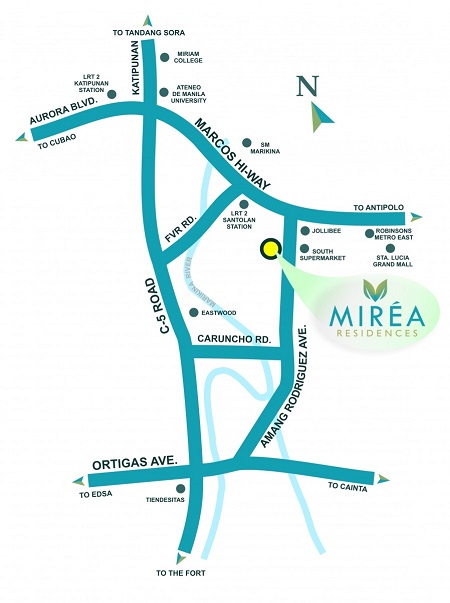 TO TANDANG SORA
KATIPUNAN
MIRIAM
COLLEGE
LRT 2
KATIPUNAN
STATION
ATENEO
DE MANILA
UNIVERSITY
N
AURORA BLVD.
TO CUBAO
MARCOS HI-WAY
SM
MARIKINA
FVR RD.
LRT 2
SANTOLAN
STATION
TO ANTIPOLO
JOLLIBEE
ROBINSONS
METRO EAST
SOUTH
SUPERMARKET
STA. LUCIA
GRAND MALL
MARIKINA RIVER
C-5 ROAD
EASTWOOD
MIRÉA
RESIDENCES
CARUNCHO RD.
AMANG RODRIGUEZ AVE.
ORTIGAS AVE.
TO EDSA
TIENDESITAS
TO CAINTA
TO THE FORT